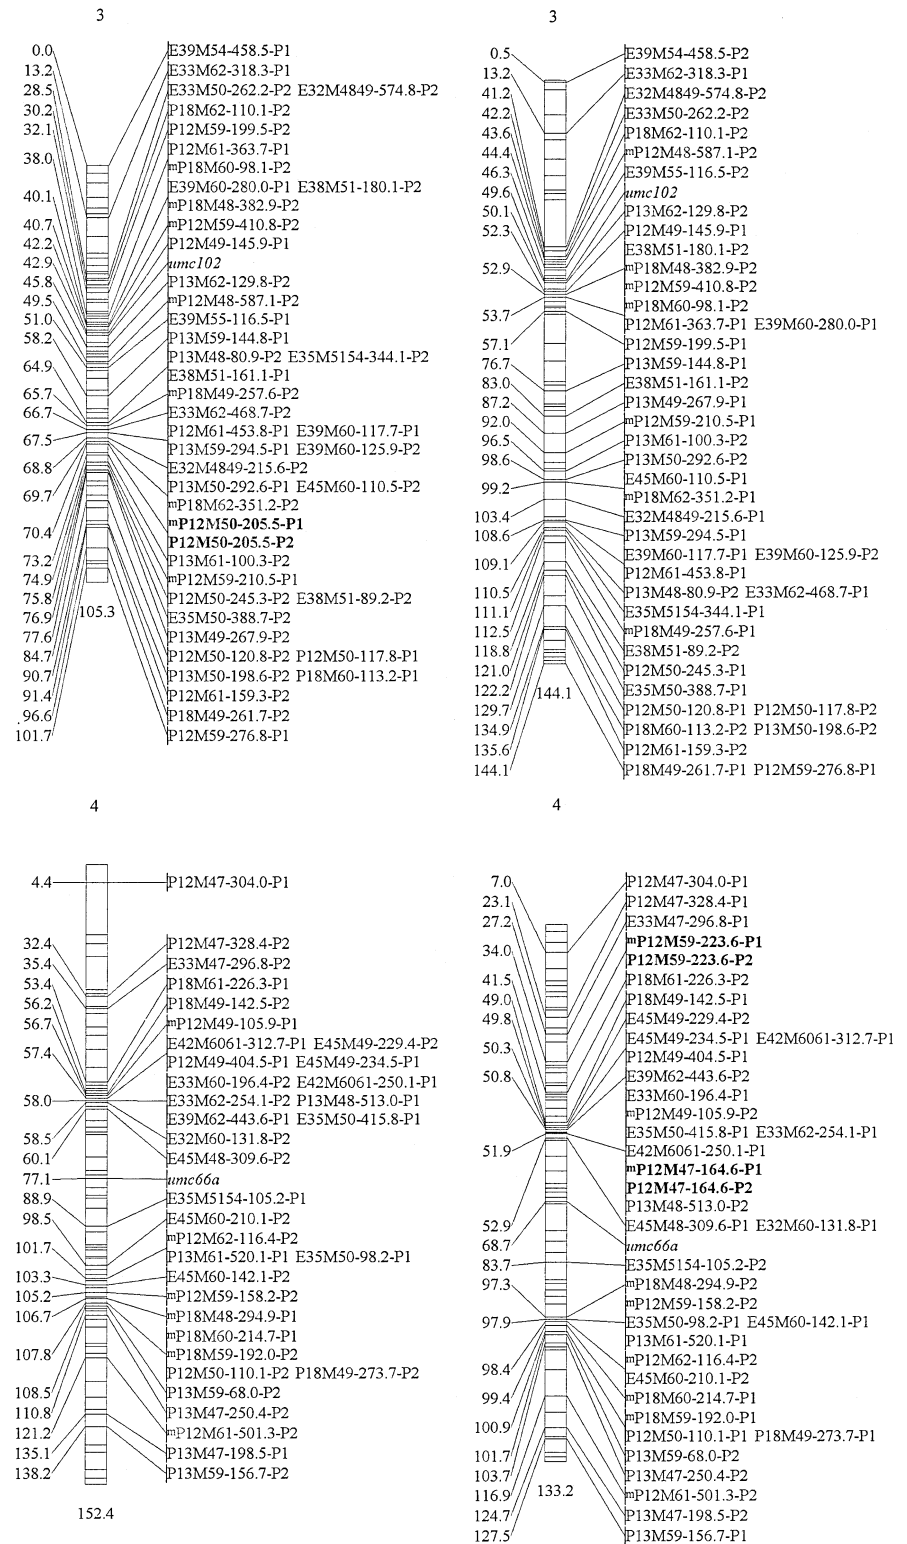 3
0.0
13.2
28.5
30.2
32.1
38.0
40.1
40.7
42.2
42.9
45.8
49.5
51.0
58.2
64.9
65.7
66.7
67.5
68.8
69.7
70.4
73.2
74.9
75.8
76.9
77.6
84.7
90.7
91.4
96.6
101.7
105.3
E39M54-458.5-P1
E33M62-318.3-P1
E33M50-262.2-P2 E32M4849-574.8-P2
P18M62-110.1-P2
P12M59-199.5-P2
P12M61-363.7-P1
mP18M60-98.1-P2
E39M60-280.0-P1 E38M51-180.1-P2
mP18M48-382.9-P2
mP12M59-410.8-P2
P12M49-145.9-P1
umc102
P13M62-129.8-P2
mP12M48-587.1-P2
E39M55-116.5-P1
P13M59-144.8-P1
P13M48-80.9-P2 E35M5154-344.1-P2
E38M51-161.1-P1
mP18M49-257.6-P2
E33M62-468.7-P2
P12M61-453.8-P1 E39M60-117.7-P1
P13M59-294.5-P1 E39M60-125.9-P2
E32M4849-215.6-P2
P13M50-292.6-P1 E45M60-110.5-P2
mP18M62-351.2-P2
mP12M50-205.5-P1
P12M50-205.5-P2
P13M61-100.3-P2
mP12M59-210.5-P1
P12M50-245.3-P2 E38M51-89.2-P2
E35M50-388.7-P2
P13M49-267.9-P2
P12M50-120.8-P2 P12M50-117.8-P1
P13M50-198.6-P2 P18M60-113.2-P1
P12M61-159.3-P2
P18M49-261.7-P2
P12M59-276.8-P1
3
0.5
13.2
41.2
42.2
43.6
44.4
46.3
49.6
50.1
52.3
52.9
53.7
57.1
76.7
83.0
87.2
92.0
96.5
98.6
99.2
103.4
108.6
109.1
110.5
111.1
112.5
118.8
121.0
122.2
129.7
134.9
135.6
144.1
144.1
E39M54-458.5-P2
E33M62-318.3-P1
E32M4849-574.8-P2
E33M50-262.2-P2
P18M62-110.1-P2
mP12M48-587.1-P2
E39M55-116.5-P2
umc102
P13M62-129.8-P2
P12M49-145.9-P1
E38M51-180.1-P2
mP18M48-382.9-P2
mP12M59-410.8-P2
mP18M60-98.1-P2
P12M61-363.7-P1 E39M60-280.0-P1
P12M59-199.5-P1
P13M59-144.8-P1
E38M51-161.1-P2
P13M49-267.9-P1
mP12M59-210.5-P1
P13M61-100.3-P2
P13M50-292.6-P2
E45M60-110.5-P1
mP18M62-351.2-P1
E32M4849-215.6-P1
P13M59-294.5-P1
E39M60-117.7-P1 E39M60-125.9-P2
P12M61-453.8-P1
P13M48-80.9-P2 E33M62-468.7-P1
E35M5154-344.1-P1
mP18M49-257.6-P1
E38M51-89.2-P2
P12M50-245.3-P1
E35M50-388.7-P1
P12M50-120.8-P1 P12M50-117.8-P2
P18M60-113.2-P2 P13M50-198.6-P2
P12M61-159.3-P2
P18M49-261.7-P1 P12M59-276.8-P1
4
4.4
32.4
35.4
53.4
56.2
56.7
57.4
58.0
58.5
60.1
77.1
88.9
98.5
101.7
103.3
105.2
106.7
107.8
108.5
110.8
121.2
135.1
138.2
152.4
P12M47-304.0-P1
P12M47-328.4-P2
E33M47-296.8-P2
P18M61-226.3-P1
P18M49-142.5-P2
mP12M49-105.9-P1
E42M6061-312.7-P1 E45M49-229.4-P2
P12M49-404.5-P1 E45M49-234.5-P1
E33M60-196.4-P2 E42M6061-250.1-P1
E33M62-254.1-P2 P13M48-513.0-P1
E39M62-443.6-P1 E35M50-415.8-P1
E32M60-131.8-P2
E45M48-309.6-P2
umc66a
E35M5154-105.2-P1
E45M60-210.1-P2
mP12M62-116.4-P2
P13M61-520.1-P1 E35M50-98.2-P1
E45M60-142.1-P2
mP12M59-158.2-P2
mP18M48-294.9-P1
mP18M60-214.7-P1
mP18M59-192.0-P2
P12M50-110.1-P2 P18M49-273.7-P2
P13M59-68.0-P2
P13M47-250.4-P2
mP12M61-501.3-P2
P13M47-198.5-P1
P13M59-156.7-P2
4
7.0
23.1
27.2
34.0
41.5
49.0
49.8
50.3
50.8
51.9
52.9
68.7
83.7
97.3
97.9
98.4
99.4
100.9
101.7
103.7
116.9
124.7
127.5
133.2
P12M47-304.0-P1
P12M47-328.4-P1
E33M47-296.8-P1
mP12M59-223.6-P1
P12M59-223.6-P2
P18M61-226.3-P2
P18M49-142.5-P1
E45M49-229.4-P2
E45M49-234.5-P1 E42M6061-312.7-P1
P12M49-404.5-P1
E39M62-443.6-P2
E33M60-196.4-P1
mP12M49-105.9-P2
E35M50-415.8-P1 E33M62-254.1-P1
E42M6061-250.1-P1
mP12M47-164.6-P1
P12M47-164.6-P2
P13M48-513.0-P2
E45M48-309.6-P1 E32M60-131.8-P1
umc66a
E35M5154-105.2-P2
mP18M48-294.9-P2
mP12M59-158.2-P2
E35M50-98.2-P1 E45M60-142.1-P1
P13M61-520.1-P1
mP12M62-116.4-P2
E45M60-210.1-P2
mP18M60-214.7-P1
mP18M59-192.0-P1
P12M50-110.1-P1 P18M49-273.7-P1
P13M59-68.0-P2
P13M47-250.4-P2
mP12M61-501.3-P2
P13M47-198.5-P2
P13M59-156.7-P1